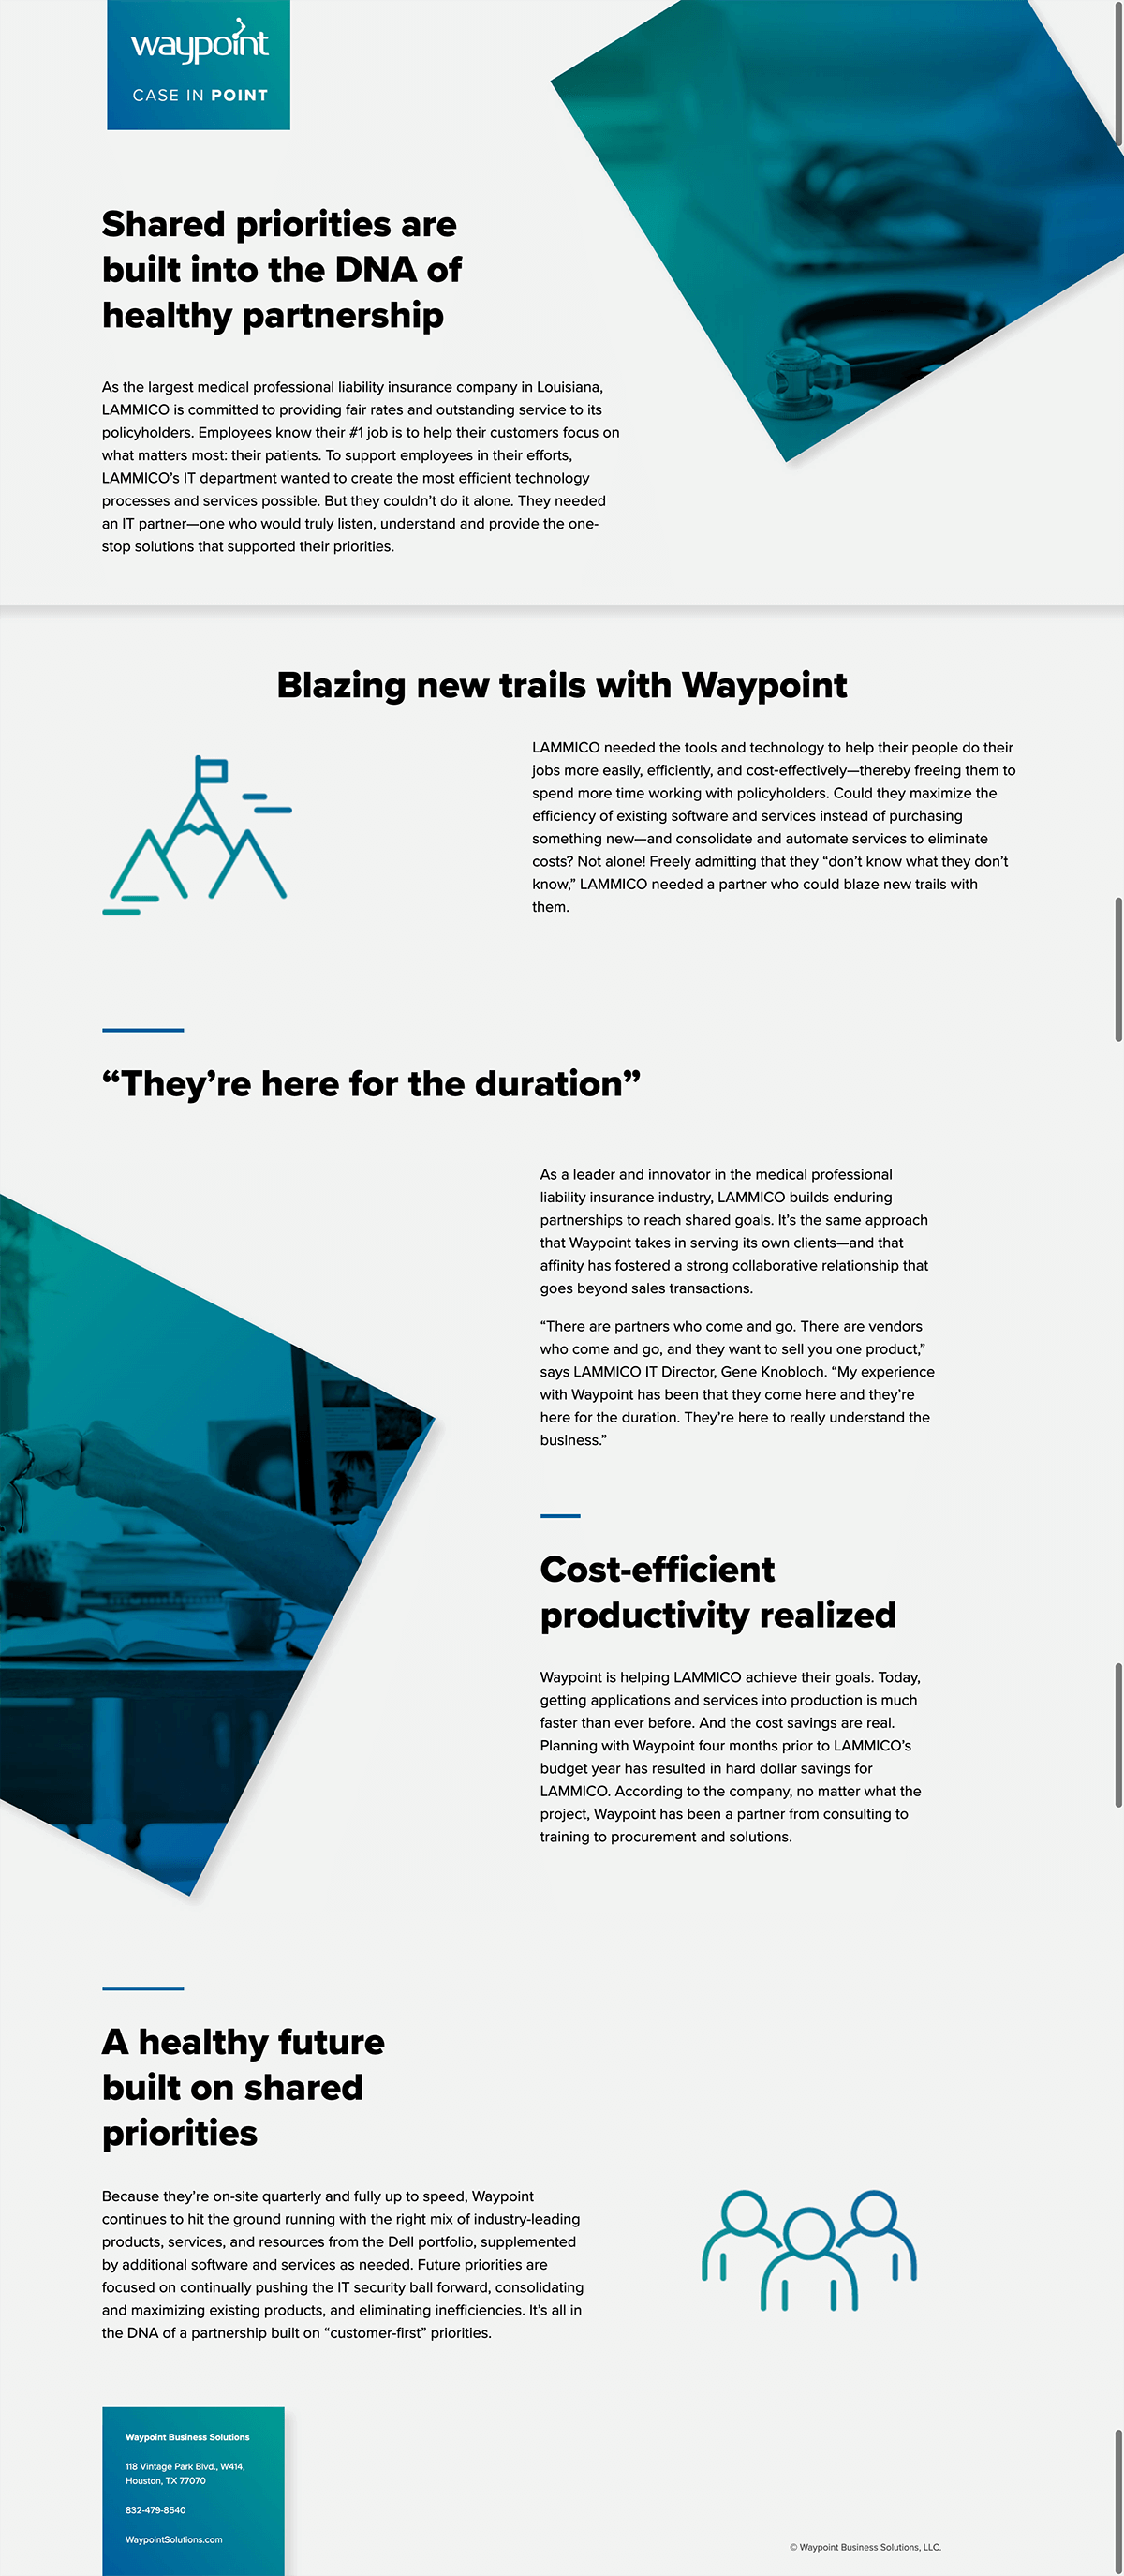 waypoint
CASE IN POINT
Shared priorities are
built into the DNA of
healthy partnership
As the largest medical professional liability insurance company in Louisiana,
LAMMICO is committed to providing fair rates and outstanding service to its
policyholders. Employees know their #1 job is to help their customers focus on
what matters most: their patients. To support employees in their efforts,
LAMMICO’s IT department wanted to create the most efficient technology
processes and services possible. But they couldn’t do it alone. They needed
an IT partner—one who would truly listen, understand and provide the one-
stop solutions that supported their priorities.
Blazing new trails with Waypoint
LAMMICO needed the tools and technology to help their people do their
jobs more easily, efficiently, and cost-effectively—thereby freeing them to
spend more time working with policyholders. Could they maximize the
efficiency of existing software and services instead of purchasing
something new—and consolidate and automate services to eliminate
costs? Not alone! Freely admitting that they “don’t know what they don’t
know,” LAMMICO needed a partner who could blaze new trails with
them.
“They’re here for the duration”
As a leader and innovator in the medical professional
liability insurance industry, LAMMICO builds enduring
partnerships to reach shared goals. It’s the same approach
that Waypoint takes in serving its own clients—and that
affinity has fostered a strong collaborative relationship that
goes beyond sales transactions.
“There are partners who come and go. There are vendors
who come and go, and they want to sell you one product,”
says LAMMICO IT Director, Gene Knobloch. “My experience
with Waypoint has been that they come here and they’re
here for the duration. They’re here to really understand the
business.”
Cost-efficient
productivity realized
Waypoint is helping LAMMICO achieve their goals. Today,
getting applications and services into production is much
faster than ever before. And the cost savings are real.
Planning with Waypoint four months prior to LAMMICO’s
budget year has resulted in hard dollar savings for
LAMMICO. According to the company, no matter what the
project, Waypoint has been a partner from consulting to
training to procurement and solutions.
A healthy future
built on shared
priorities
Because they’re on-site quarterly and fully up to speed, Waypoint
continues to hit the ground running with the right mix of industry-leading
products, services, and resources from the Dell portfolio, supplemented
by additional software and services as needed. Future priorities are
focused on continually pushing the IT security ball forward, consolidating
and maximizing existing products, and eliminating inefficiencies. It’s all in
the DNA of a partnership built on “customer-first” priorities.
Waypoint Business Solutions
118 Vintage Park Blvd., W414,
Houston, TX 77070
832-479-8540
WaypointSolutions.com
© Waypoint Business Solutions, LLC.